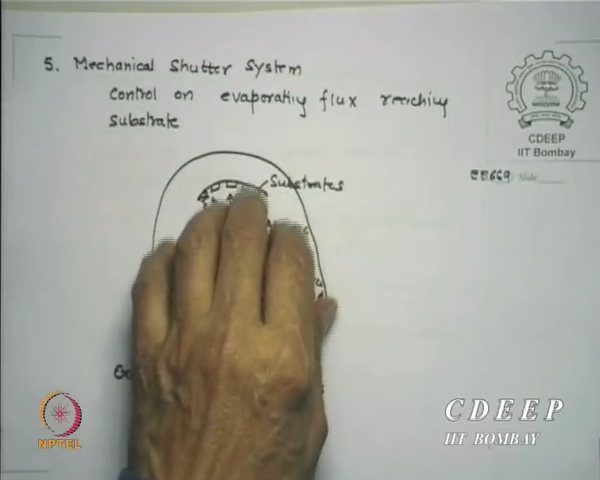 5. Mechanical Shutter System
Control on evaporating flux reaching
substrate
Substrates
CDEEP
IIT Bombay
EE669
NPTEL
CDEEP
IIT BOMBAY